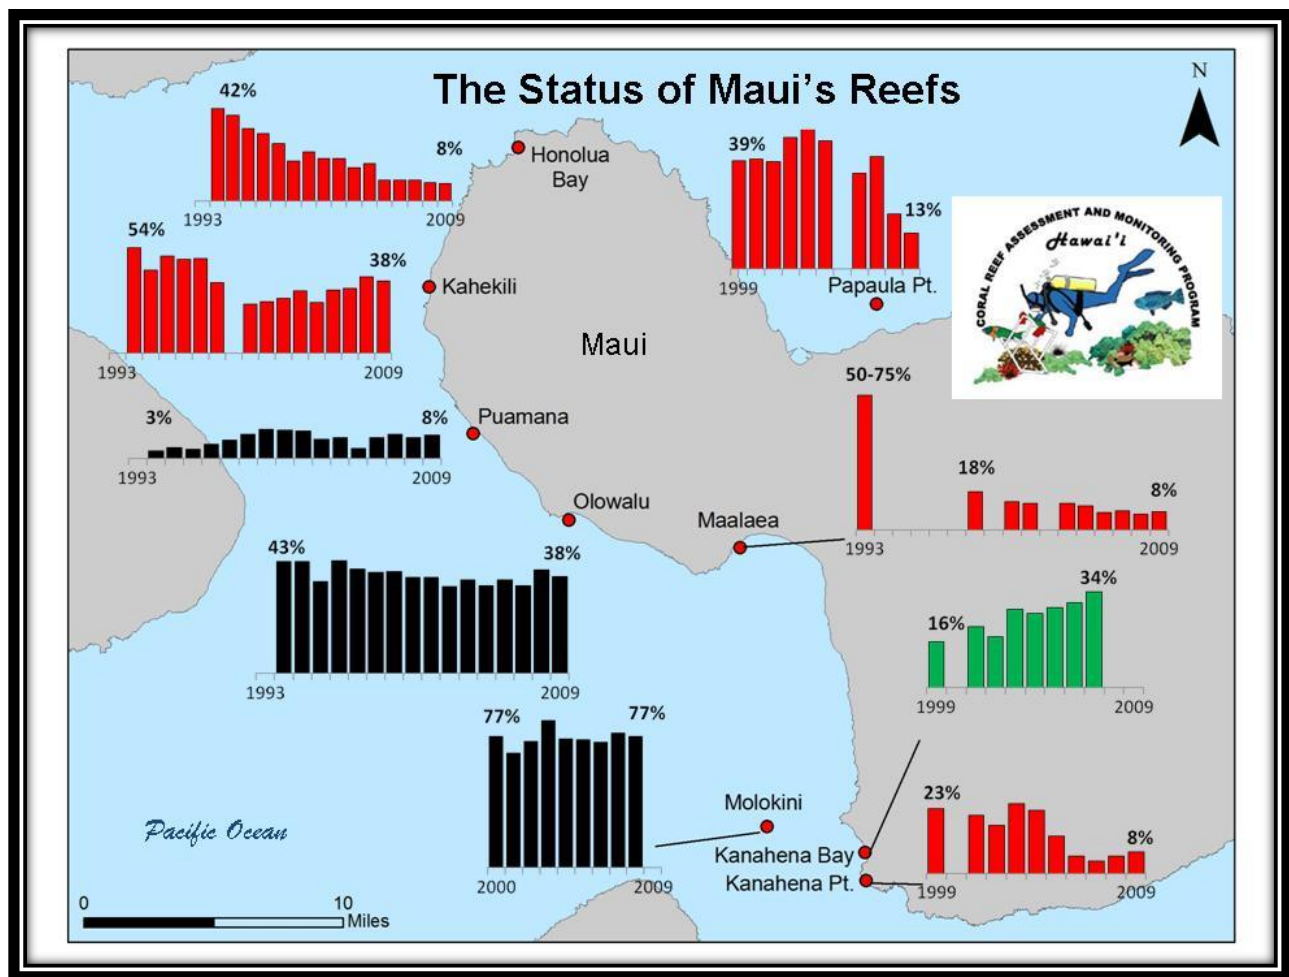 The Status of Maui's Reefs
N
42%
8%
1993
2009
Honolua
Bay
39%
13%
1999
Papaula Pt.
CORAL REEF ASSESSMENT AND MONITORING PROGRAM
Hawai'i
54%
38%
1993
2009
Kahekili
Maui
3%
8%
1993
2009
Puamana
50-75%
18%
8%
1993
2009
Olowalu
Maalaea
43%
38%
1993
2009
16%
34%
1999
2009
77%
77%
2000
2009
Molokini
Kanahena Bay
Kanahena Pt.
23%
8%
1999
2009
Pacific Ocean
0
10
Miles